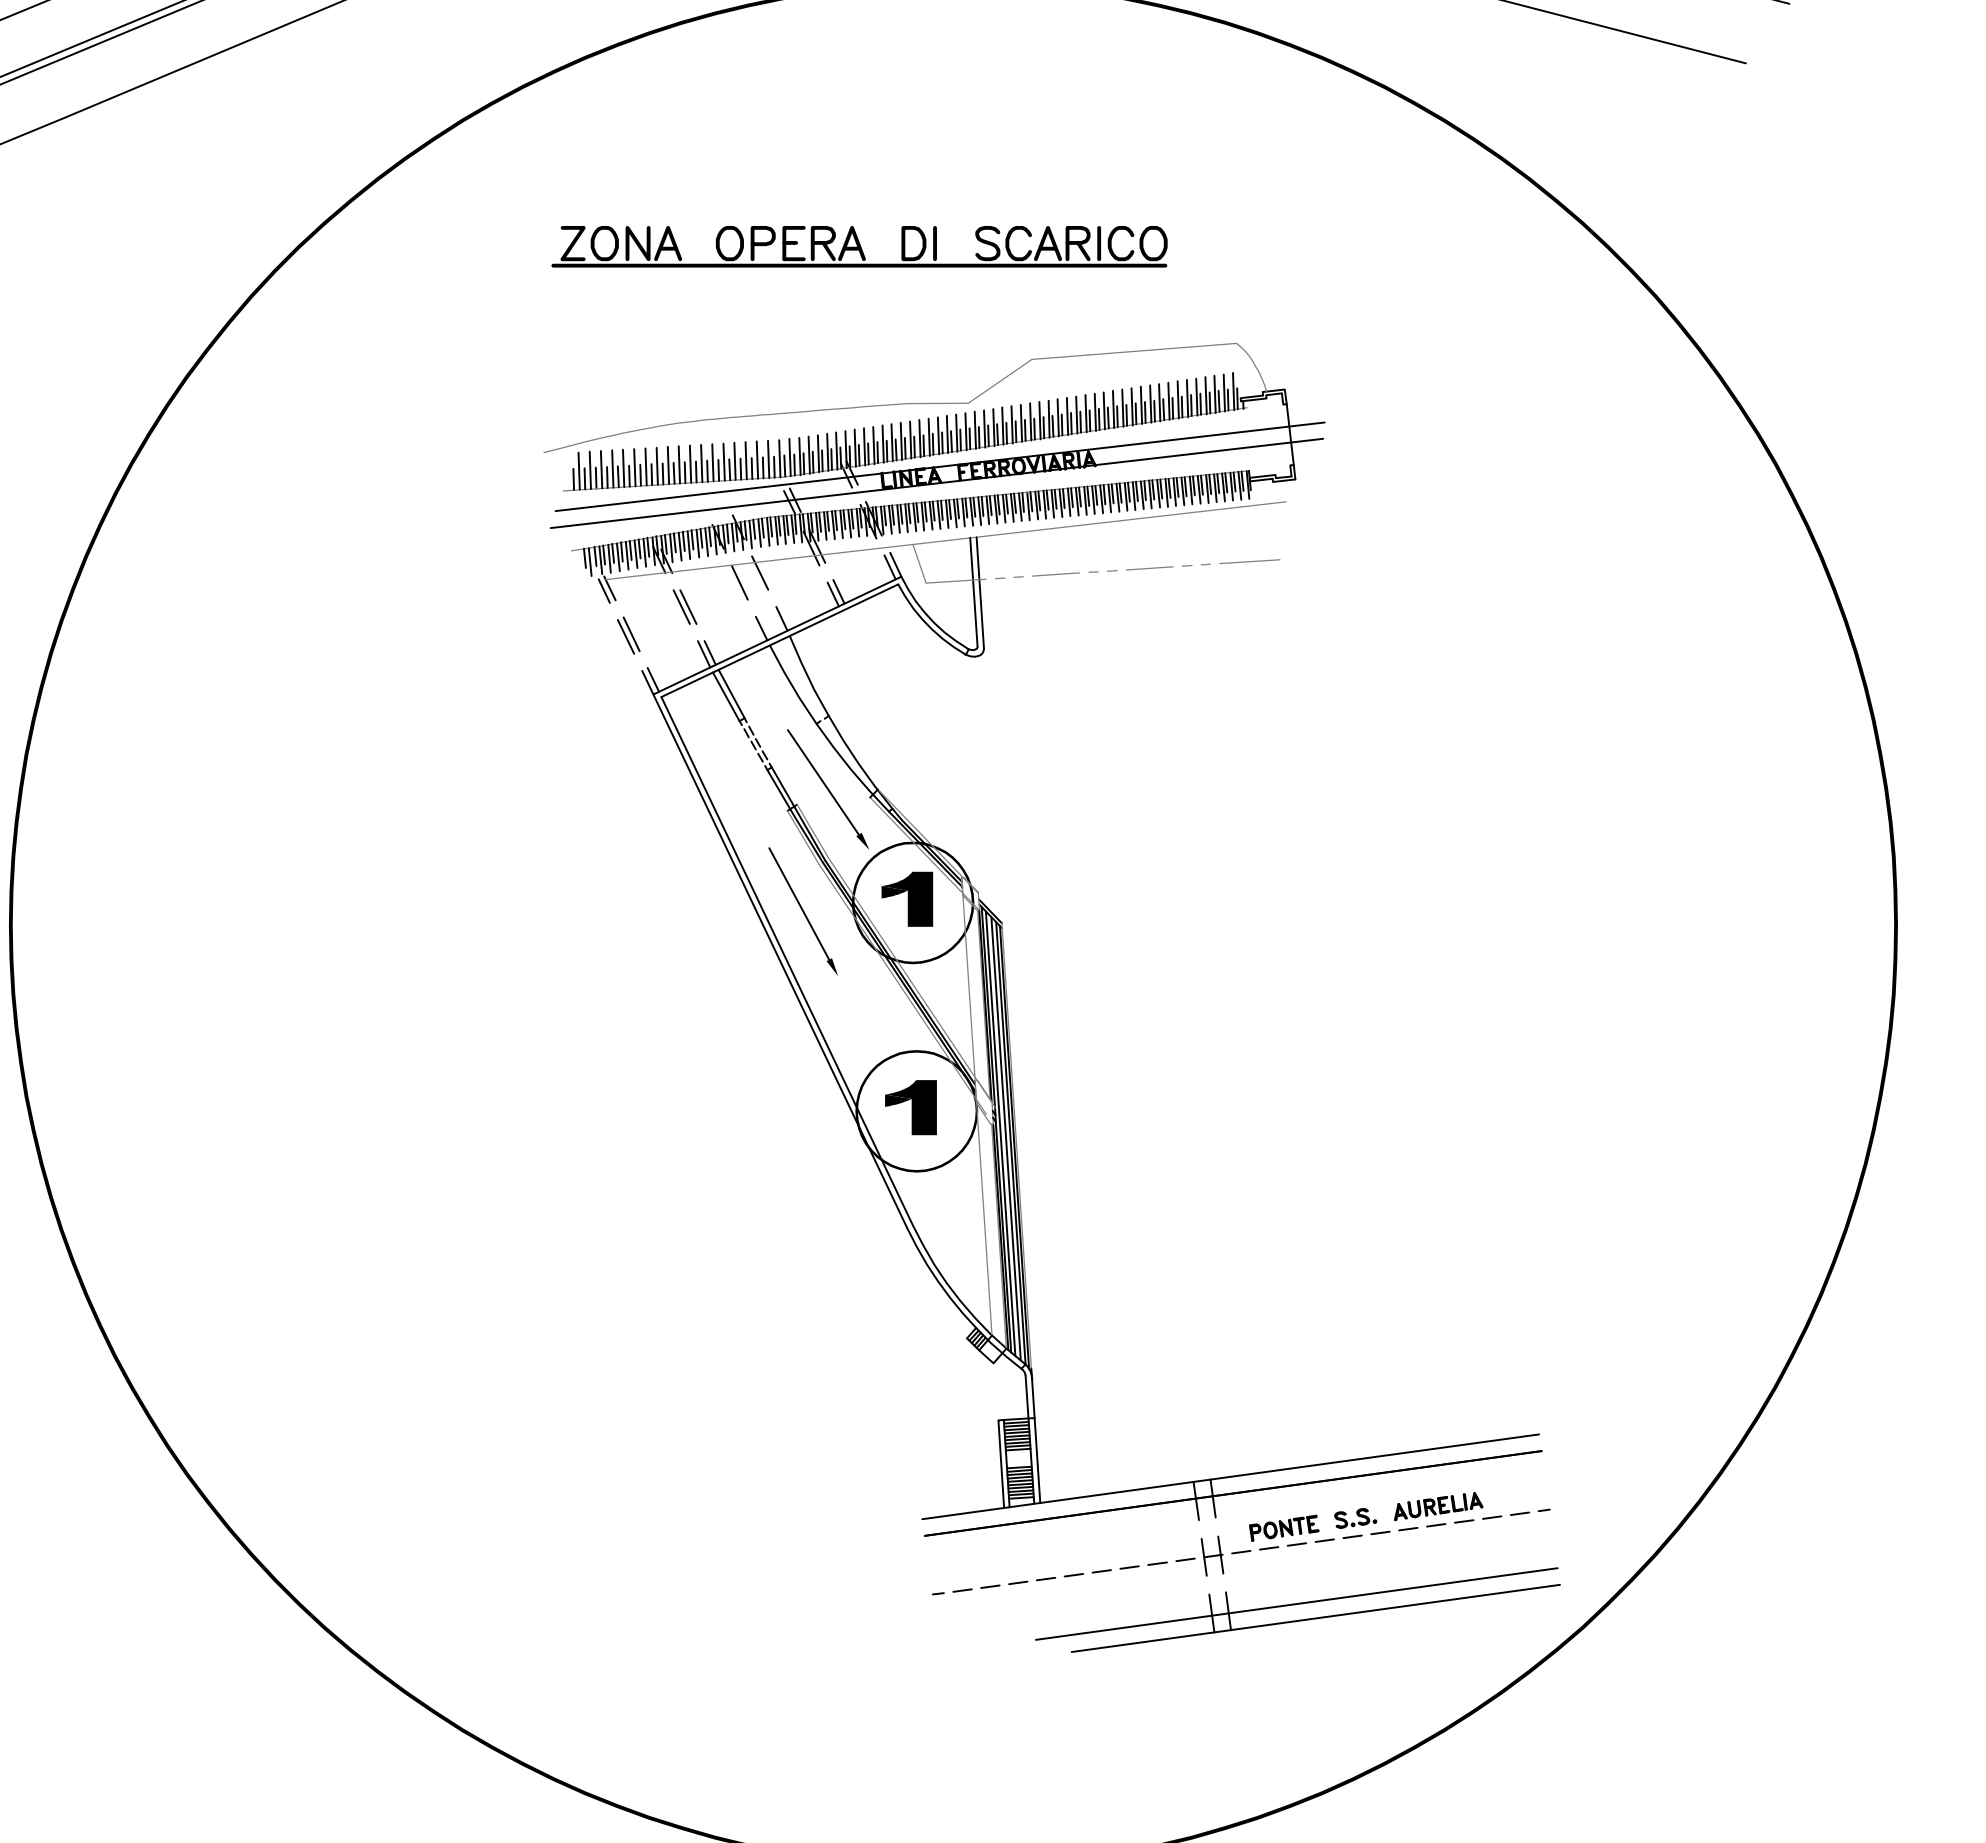 ZONA OPERA DI SCARICO
LINEA FERROVIARIA
1
1
PONTE S.S. AURELIA